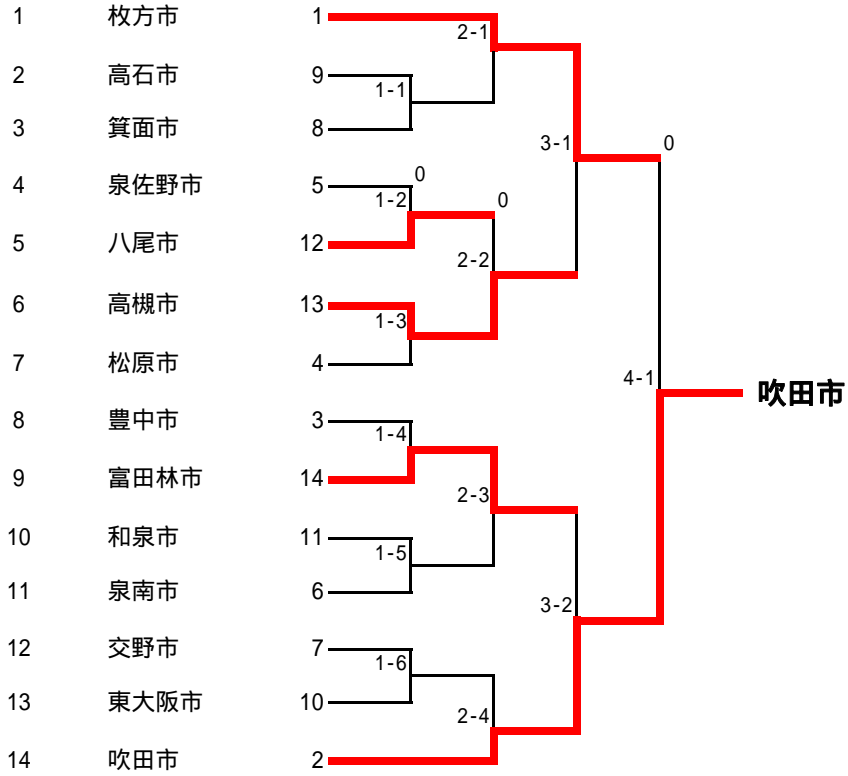 1 枚方市 1
2-1
2 高石市 9
1-1
3 箕面市 8
3-1 0
4 泉佐野市 5 0
1-2 0
5 八尾市 12
2-2
6 高槻市 13
1-3
7 松原市 4
4-1 吹田市
8 豊中市 3
1-4
9 富田林市 14
2-3
10 和泉市 11
1-5
11 泉南市 6
3-2
12 交野市 7
1-6
13 東大阪市 10
2-4
14 吹田市 2